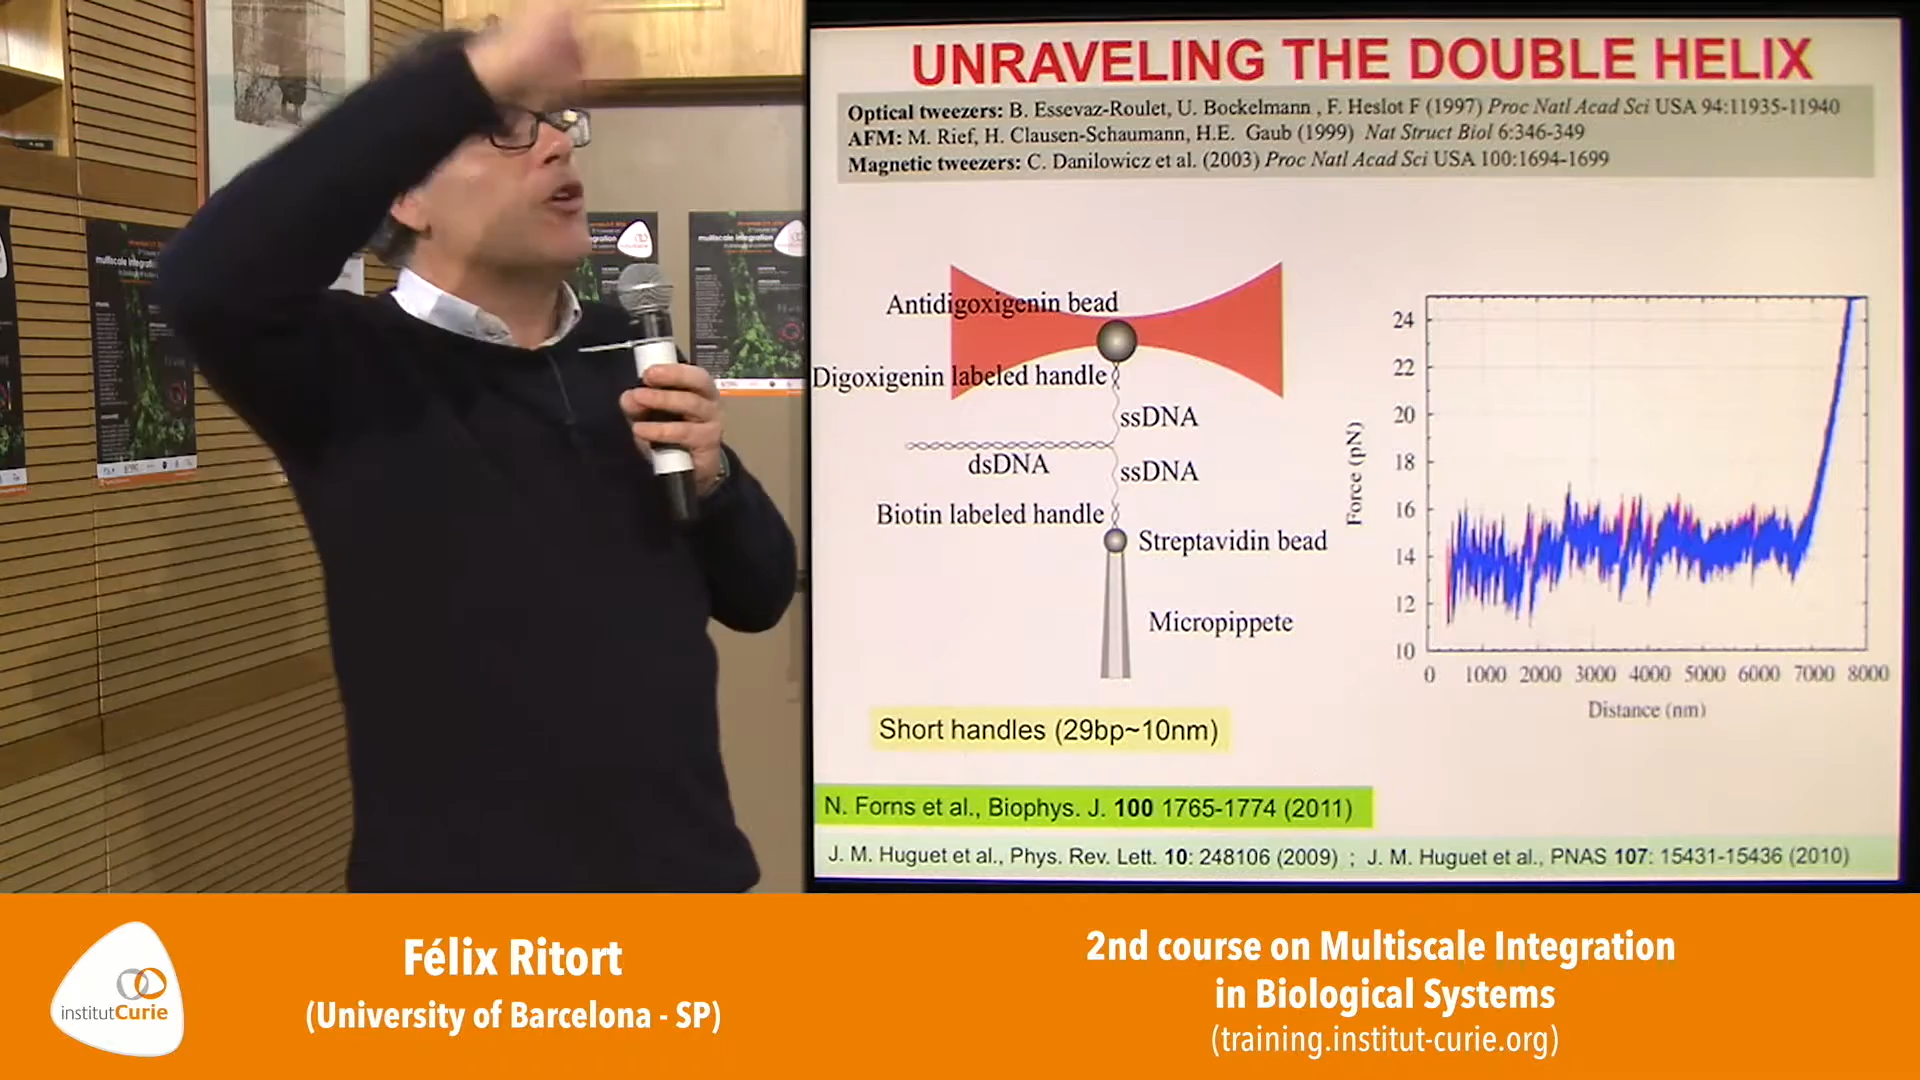 UNRAVELING THE DOUBLE HELIX
Optical tweezers: B. Essevaz-Roulet, U. Bockelmann , F. Heslot F (1997) Proc Natl Acad Sci USA 94:11935-11940
AFM: M. Rief, H. Clausen-Schaumann, H.E. Gaub (1999) Nat Struct Biol 6:346-349
Magnetic tweezers: C. Danilowicz et al. (2003) Proc Natl Acad Sci USA 100:1694-1699
Antidigoxigenin bead
Digoxigenin labeled handle
ssDNA
dsDNA
ssDNA
Biotin labeled handle
Streptavidin bead
Micropippete
Force (pN)
24
22
20
18
16
14
12
10
0 1000 2000 3000 4000 5000 6000 7000 8000
Distance (nm)
Short handles (29bp~10nm)
N. Forns et al., Biophys. J. 100 1765-1774 (2011)
J. M. Huguet et al., Phys. Rev. Lett. 10: 248106 (2009) ; J. M. Huguet et al., PNAS 107: 15431-15436 (2010)
multiscale integration
institutCurie
Félix Ritort
(University of Barcelona - SP)
2nd course on Multiscale Integration
in Biological Systems
(training.institut-curie.org)